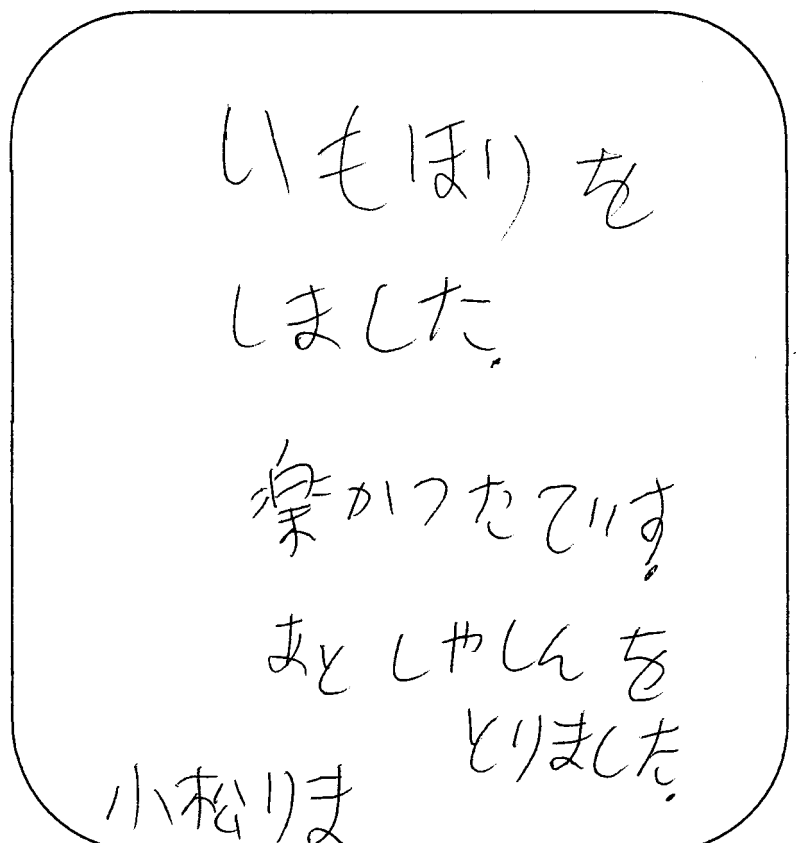 いもほりを
しました.
楽かつたです.
あとしゃしんを
とりました.
小松りま